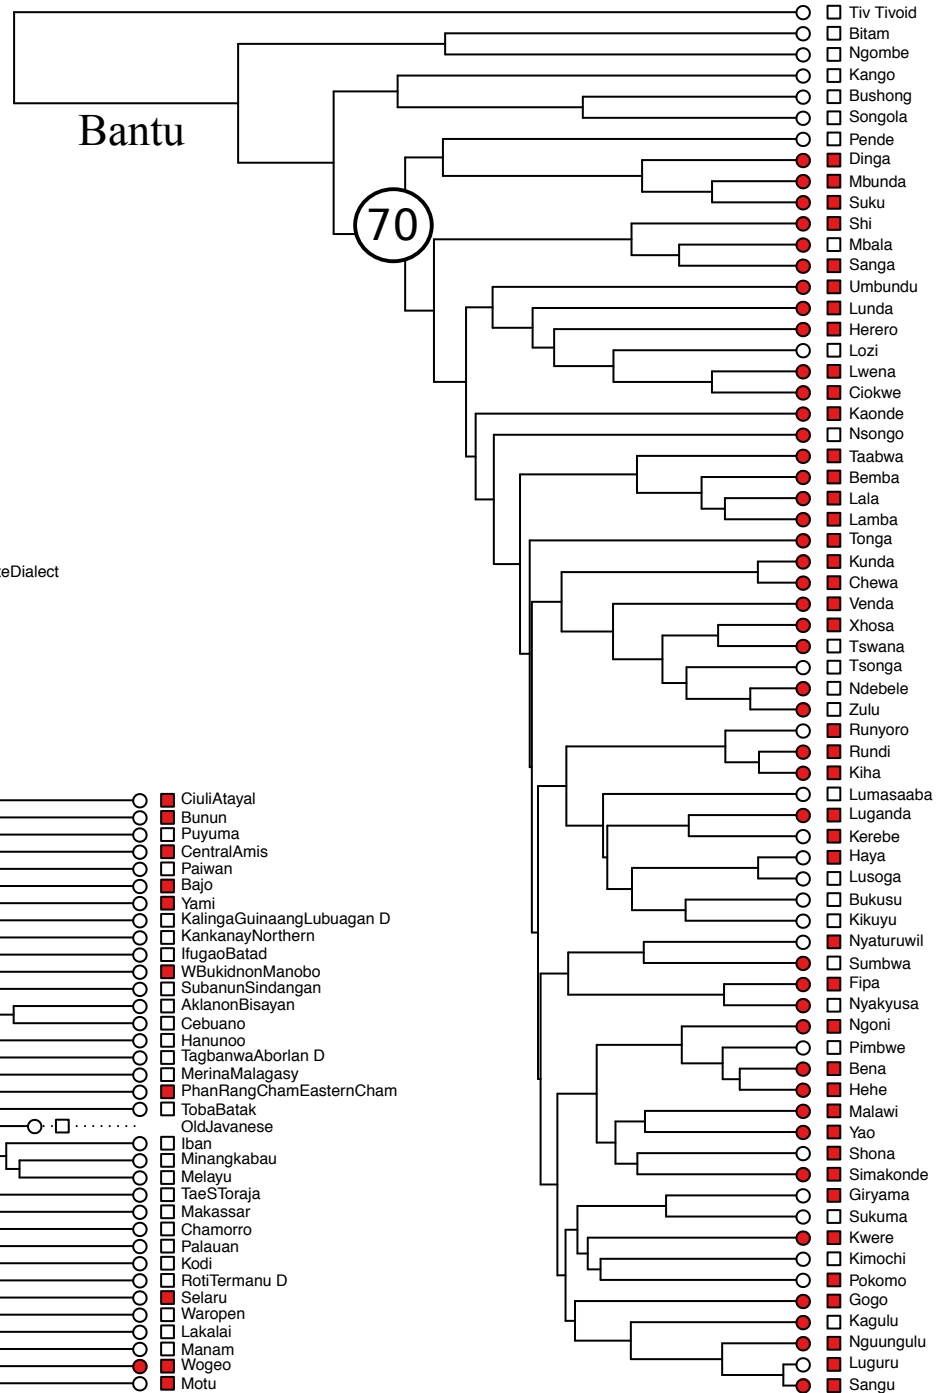 Tiv Tivoid
Bitam
Ngombe
Kango
Bushong
Songola
Bantu
Pende
Dinga
Mbunda
Suku
70
Shi
Mbala
Sanga
Umbundu
Lunda
Herero
Lozi
Lwena
Ciokwe
Kaonde
Nsongo
Taabwa
Bemba
Lala
Lamba
Tonga
Kunda
eDialect
Chewa
Venda
Xhosa
Tswana
Tsonga
Ndebele
Zulu
Runyoro
Rundi
Kiha
Lumasaaba
Luganda
Kerebe
Haya
Lusoga
Bukusu
Kikuyu
Nyaturuwil
Sumbwa
Fipa
Nyakyusa
Ngoni
Pimbwe
Bena
Hehe
Malawi
Yao
Shona
Simakonde
Giryama
Sukuma
Kwere
Kimochi
Pokomo
Gogo
Kagulu
Nguungulu
Luguru
Sangu
CiuliAtayal
Bunun
Puyuma
CentralAmis
Paiwan
Bajo
Yami
KalingaGuinaangLubuagan D
KankanayNorthern
IfugaoBatad
WBukidnonManobo
SubanunSindangan
AklanonBisayan
Cebuano
Hanunoo
TagbanwaAborlan D
MerinaMalagasy
PhanRangChamEasternCham
TobaBatak
OldJavanese
Iban
Minangkabau
Melayu
TaeSToraja
Makassar
Chamorro
Palauan
Kodi
RotiTermanu D
Selaru
Waropen
Lakalai
Manam
Wogeo
Motu